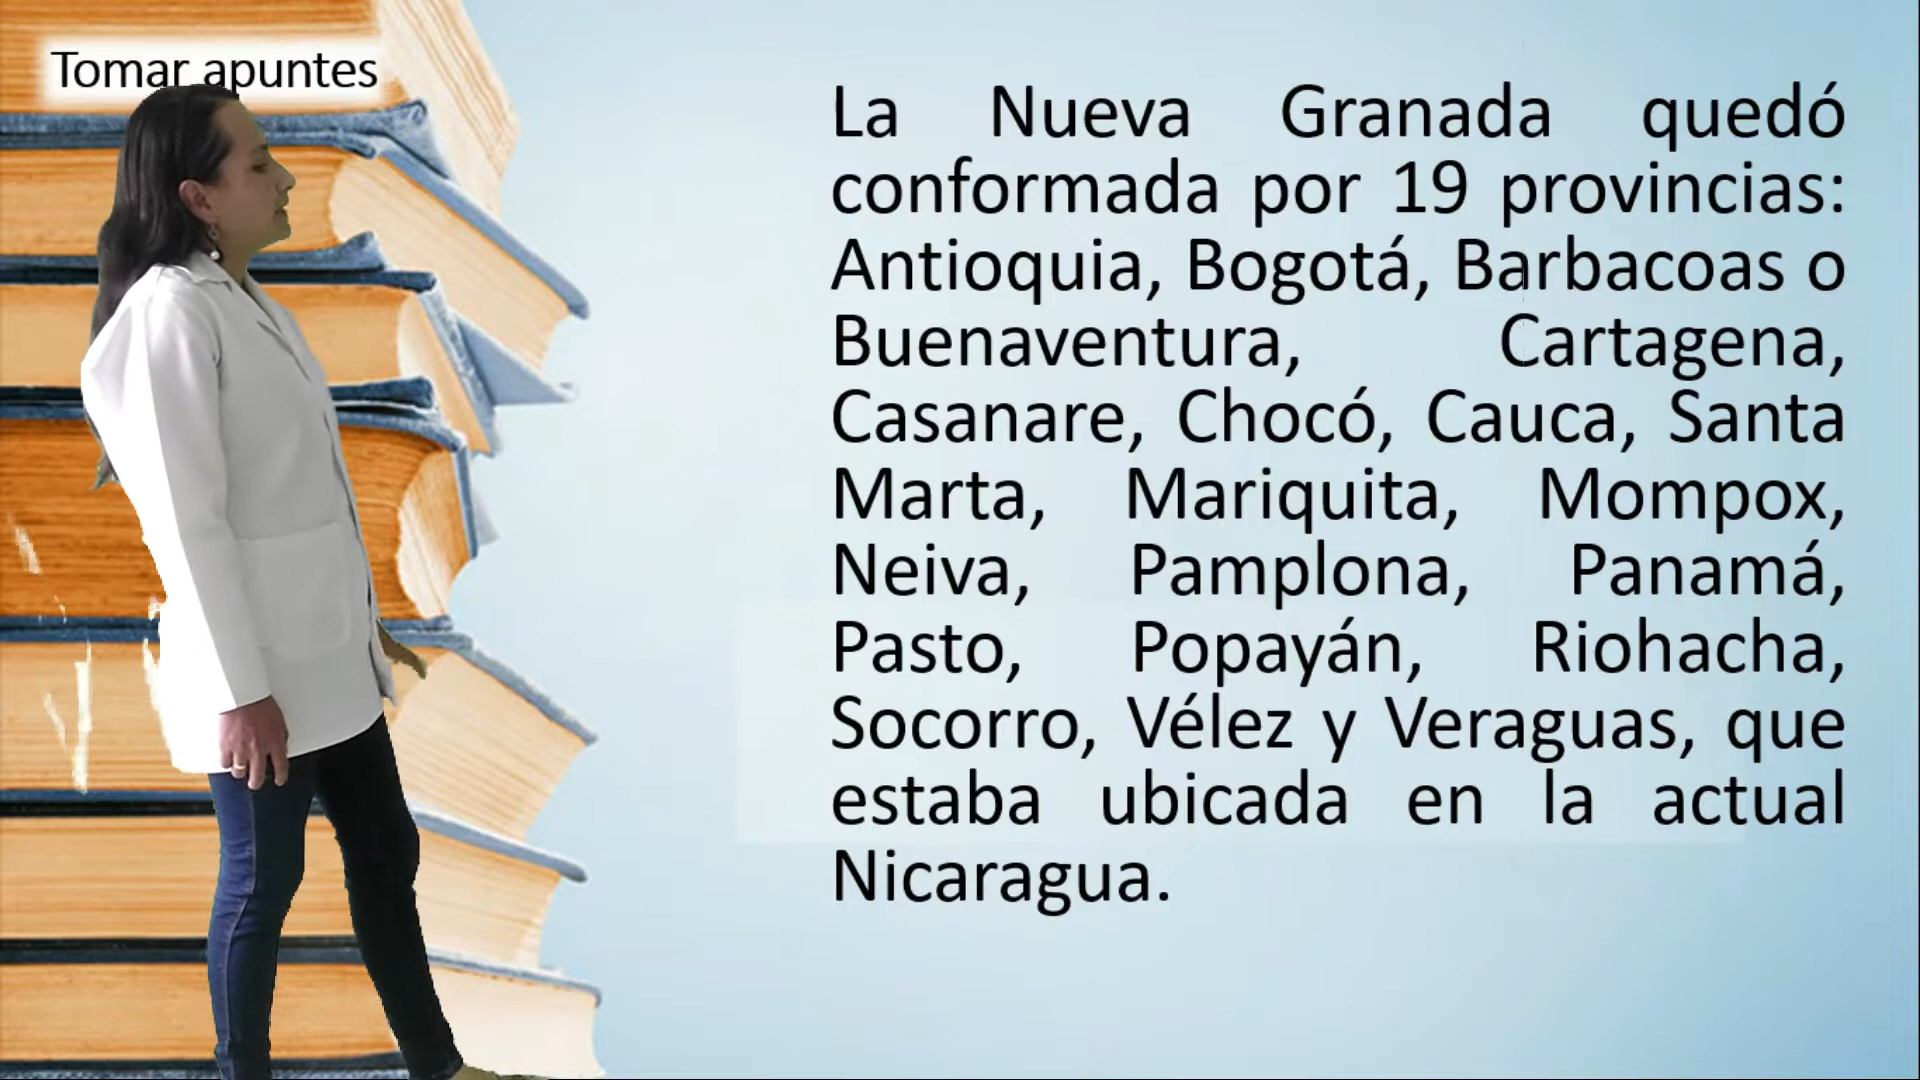 Tomar apuntes
La Nueva Granada quedó
conformada por 19 provincias:
Antioquia, Bogotá, Barbacoas o
Buenaventura, Cartagena,
Casanare, Chocó, Cauca, Santa
Marta, Mariquita, Mompox,
Neiva, Pamplona, Panamá,
Pasto, Popayán, Riohacha,
Socorro, Vélez y Veraguas, que
estaba ubicada en la actual
Nicaragua.